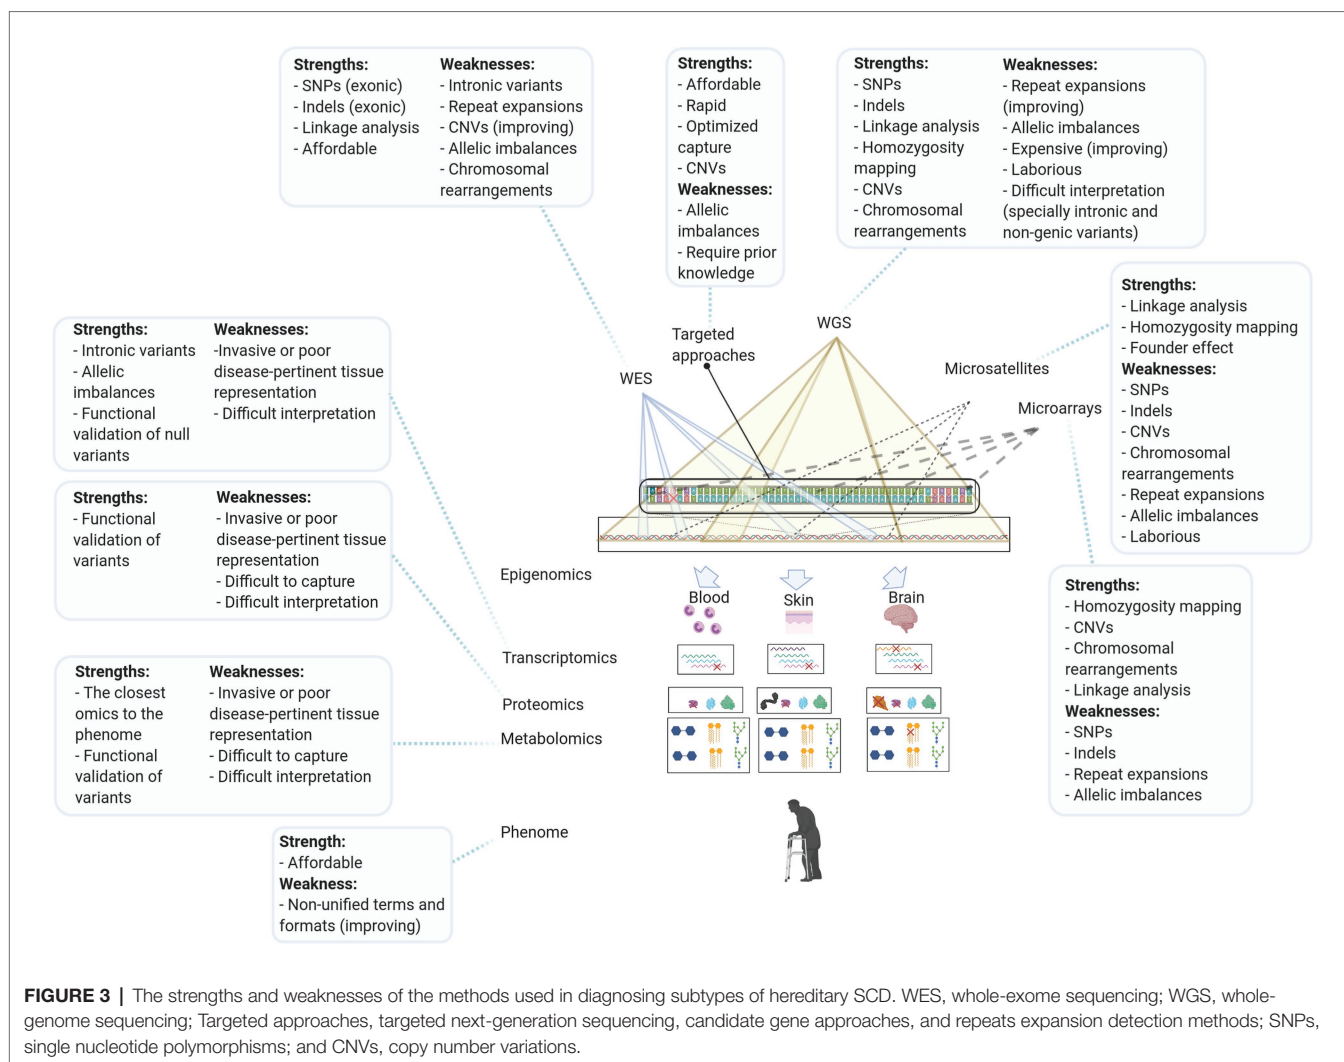 Strengths:
- SNPs (exonic)
- Indels (exonic)
- Linkage analysis
- Affordable
Weaknesses:
- Intronic variants
- Repeat expansions
- CNVs (improving)
- Allelic imbalances
- Chromosomal
rearrangements
Strengths:
- Affordable
- Rapid
- Optimized
capture
- CNVs
Weaknesses:
- Allelic
imbalances
- Require prior
knowledge
Strengths:
- SNPs
- Indels
- Linkage analysis
- Homozygosity
mapping
- CNVs
- Chromosomal
rearrangements
Weaknesses:
- Repeat expansions
(improving)
- Allelic imbalances
- Expensive (improving)
- Laborious
- Difficult interpretation
(specially intronic and
non-genic variants)
Strengths:
- Linkage analysis
- Homozygosity mapping
- Founder effect
Weaknesses:
- SNPs
- Indels
- CNVs
- Chromosomal
rearrangements
- Repeat expansions
- Allelic imbalances
- Laborious
Strengths:
- Intronic variants
- Allelic
imbalances
- Functional
validation of null
variants
Weaknesses:
-Invasive or poor
disease-pertinent tissue
representation
- Difficult interpretation
WES
Targeted
approaches
WGS
Microsatellites
Microarrays
Strengths:
- Functional
validation of
variants
Weaknesses:
- Invasive or poor
disease-pertinent tissue
representation
- Difficult to capture
- Difficult interpretation
Epigenomics
Blood
Skin
Brain
Transcriptomics
Proteomics
Metabolomics
Phenome
Strengths:
- Homozygosity mapping
- CNVs
- Chromosomal
rearrangements
- Linkage analysis
Weaknesses:
- SNPs
- Indels
- Repeat expansions
- Allelic imbalances
Strengths:
- The closest
omics to the
phenome
- Functional
validation of
variants
Weaknesses:
- Invasive or poor
disease-pertinent tissue
representation
- Difficult to capture
- Difficult interpretation
Strength:
- Affordable
Weakness:
- Non-unified terms and
formats (improving)
FIGURE 3 | The strengths and weaknesses of the methods used in diagnosing subtypes of hereditary SCD. WES, whole-exome sequencing; WGS, whole-
genome sequencing; Targeted approaches, targeted next-generation sequencing, candidate gene approaches, and repeats expansion detection methods; SNPs,
single nucleotide polymorphisms; and CNVs, copy number variations.